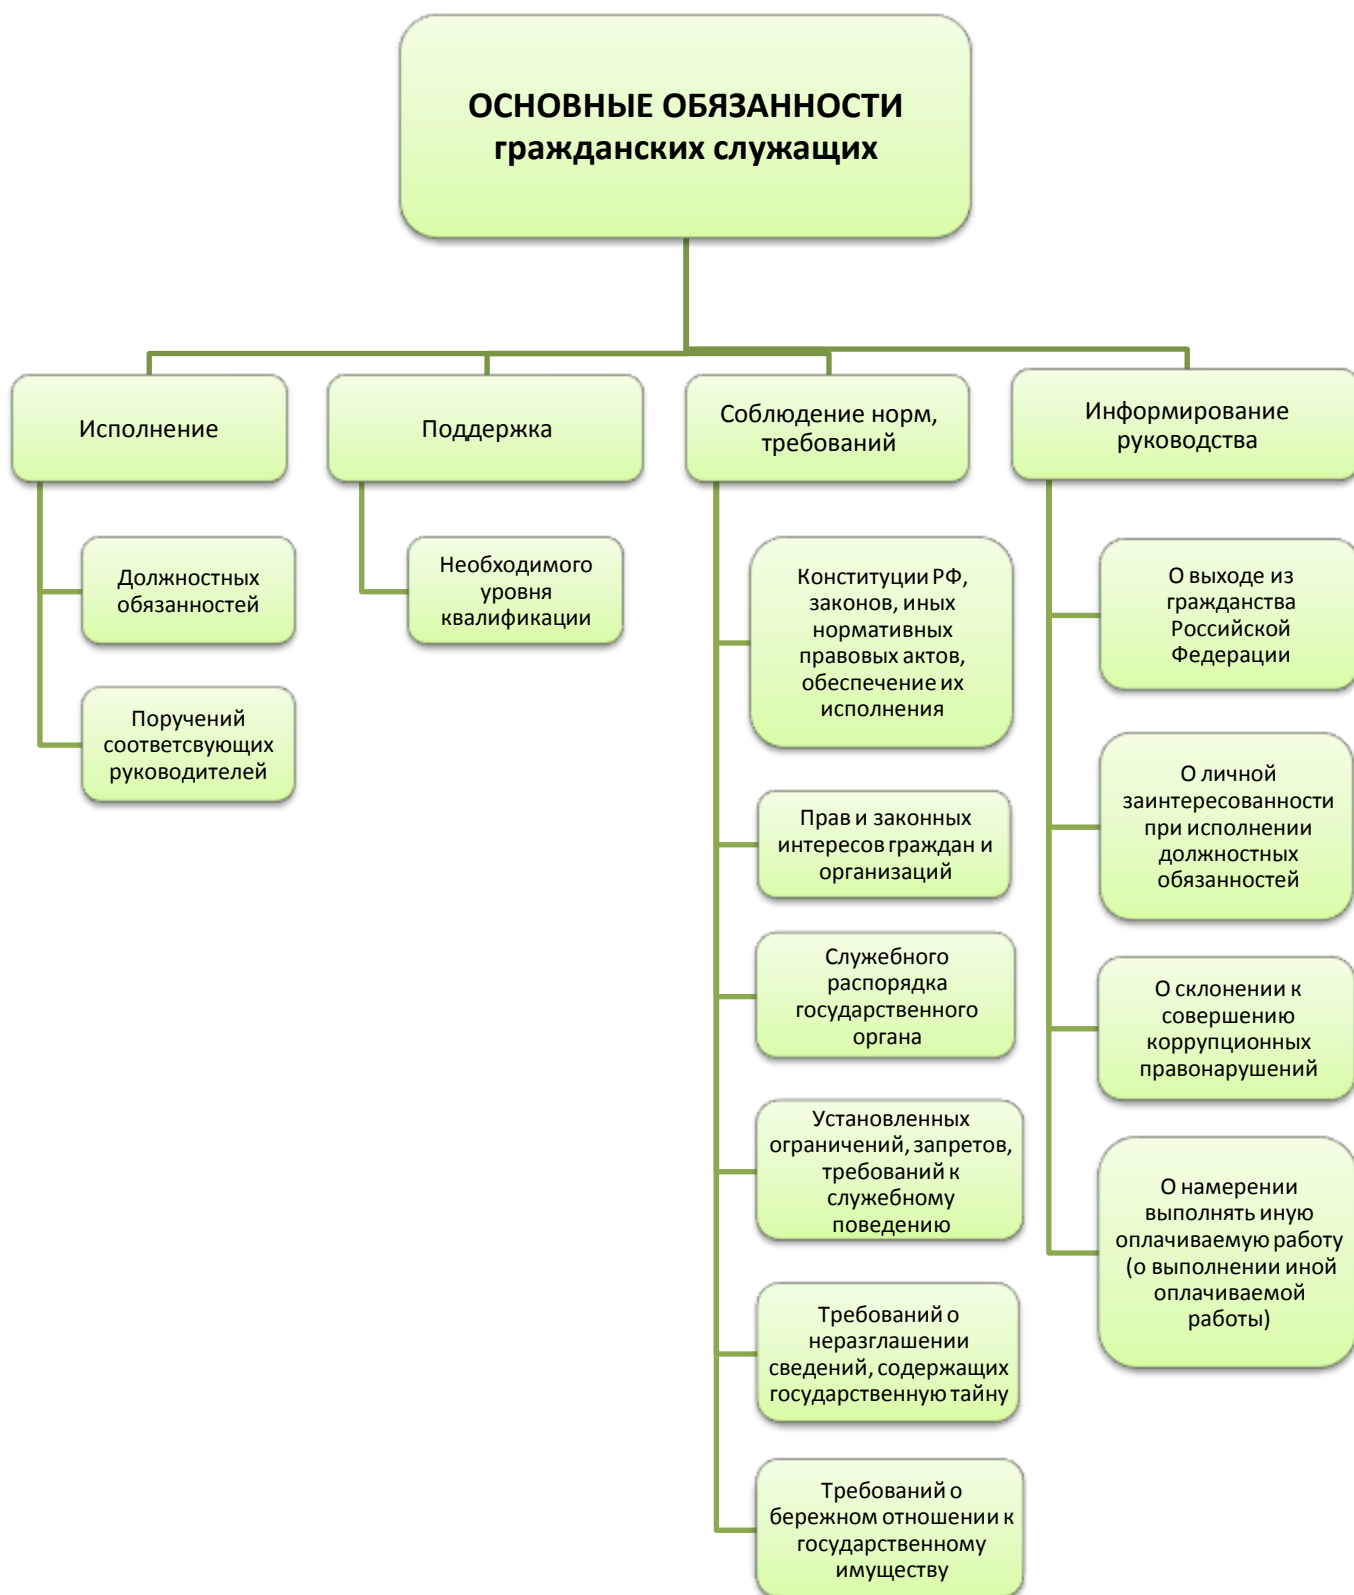 ОСНОВНЫЕ ОБЯЗАННОСТИ
гражданских служащих
Исполнение
Должностных
обязанностей
Поручений
соответсвующих
руководителей
Поддержка
Необходимого
уровня
квалификации
Соблюдение норм,
требований
Конституции РФ,
законов, иных
нормативных
правовых актов,
обеспечение их
исполнения
Прав и законных
интересов граждан и
организаций
Служебного
распорядка
государственного
органа
Установленных
ограничений, запретов,
требований к
служебному
поведению
Требований о
неразглашении
сведений, содержащих
государственную тайну
Требований о
бережном отношении к
государственному
имуществу
Информирование
руководства
О выходе из
гражданства
Российской
Федерации
О личной
заинтересованности
при исполнении
должностных
обязанностей
О склонении к
совершению
коррупционных
правонарушений
О намерении
выполнять иную
оплачиваемую работу
(о выполнении иной
оплачиваемой
работы)